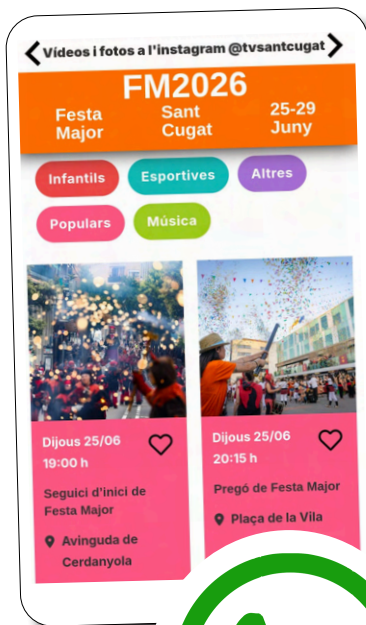 Vídeos i fotos a l'instagram @tvsantcugat
FM2026
Festa Major
Sant Cugat
25-29 Juny
Infantils
Esportives
Altres
Populars
Música
Dijous 25/06
19:00 h
Seguici d'inici de
Festa Major
Avinguda de
Cerdanyola
Dijous 25/06
20:15 h
Pregó de Festa Major
Plaça de la Vila